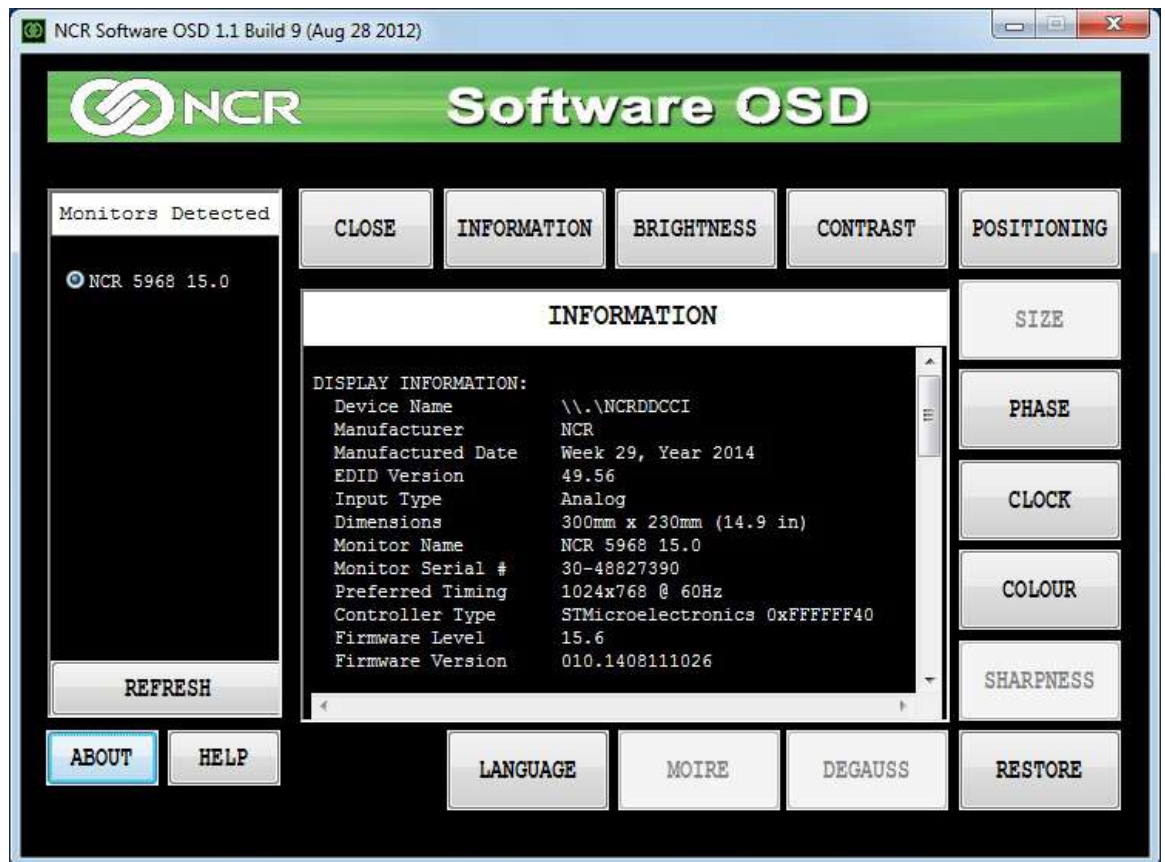 NCR Software OSD 1.1 Build 9 (Aug 28 2012)
NCR Software OSD
Monitors Detected
NCR 5968 15.0
REFRESH
ABOUT HELP
CLOSE INFORMATION BRIGHTNESS CONTRAST POSITIONING
INFORMATION
DISPLAY INFORMATION:
Device Name \\.\NCRDDCCI
Manufacturer NCR
Manufactured Date Week 29, Year 2014
EDID Version 49.56
Input Type Analog
Dimensions 300mm x 230mm (14.9 in)
Monitor Name NCR 5968 15.0
Monitor Serial # 30-48827390
Preferred Timing 1024x768 @ 60Hz
Controller Type STMicroelectronics 0xFFFFFF40
Firmware Level 15.6
Firmware Version 010.1408111026
SIZE
PHASE
CLOCK
COLOUR
SHARPNESS
LANGUAGE MOIRE DEGAUSS RESTORE